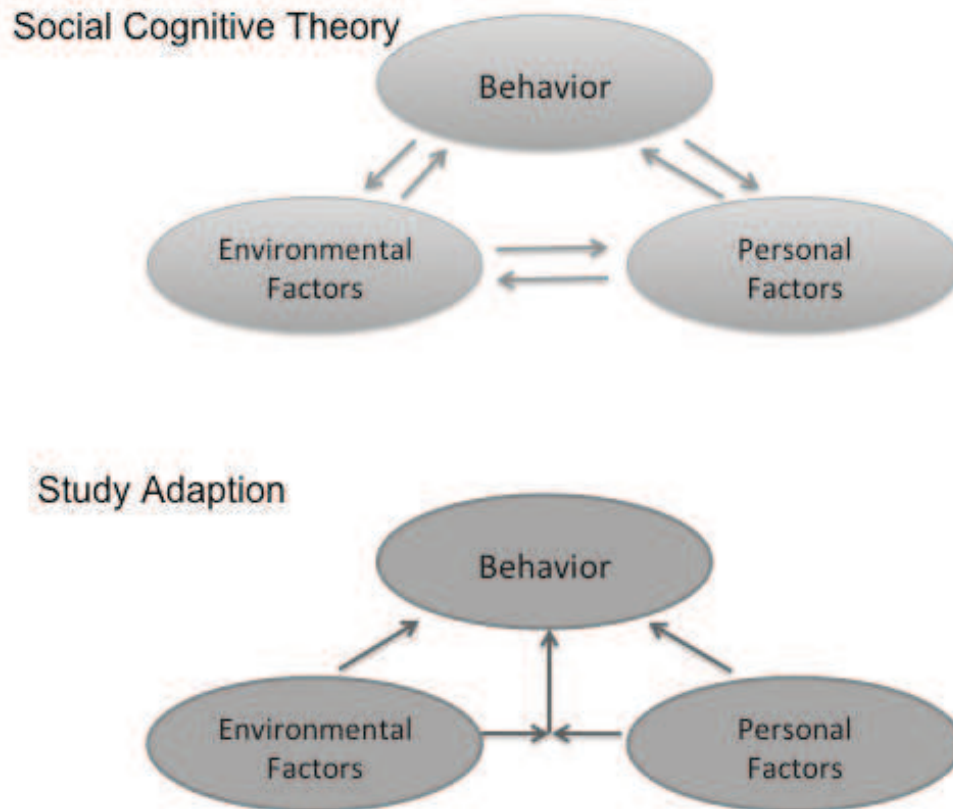 Social Cognitive Theory
Behavior
Environmental
Factors
Personal
Factors
Study Adaption
Behavior
Environmental
Factors
Personal
Factors